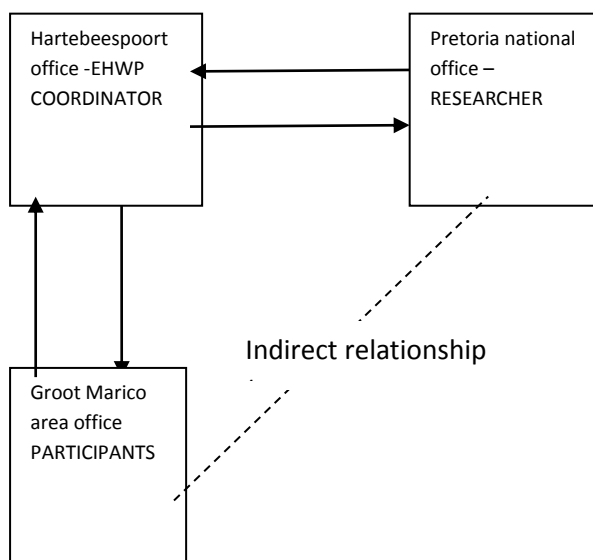 Hartebeespoort
office -EHWP
COORDINATOR
Pretoria national
office –
RESEARCHER
Indirect relationship
Groot Marico
area office
PARTICIPANTS